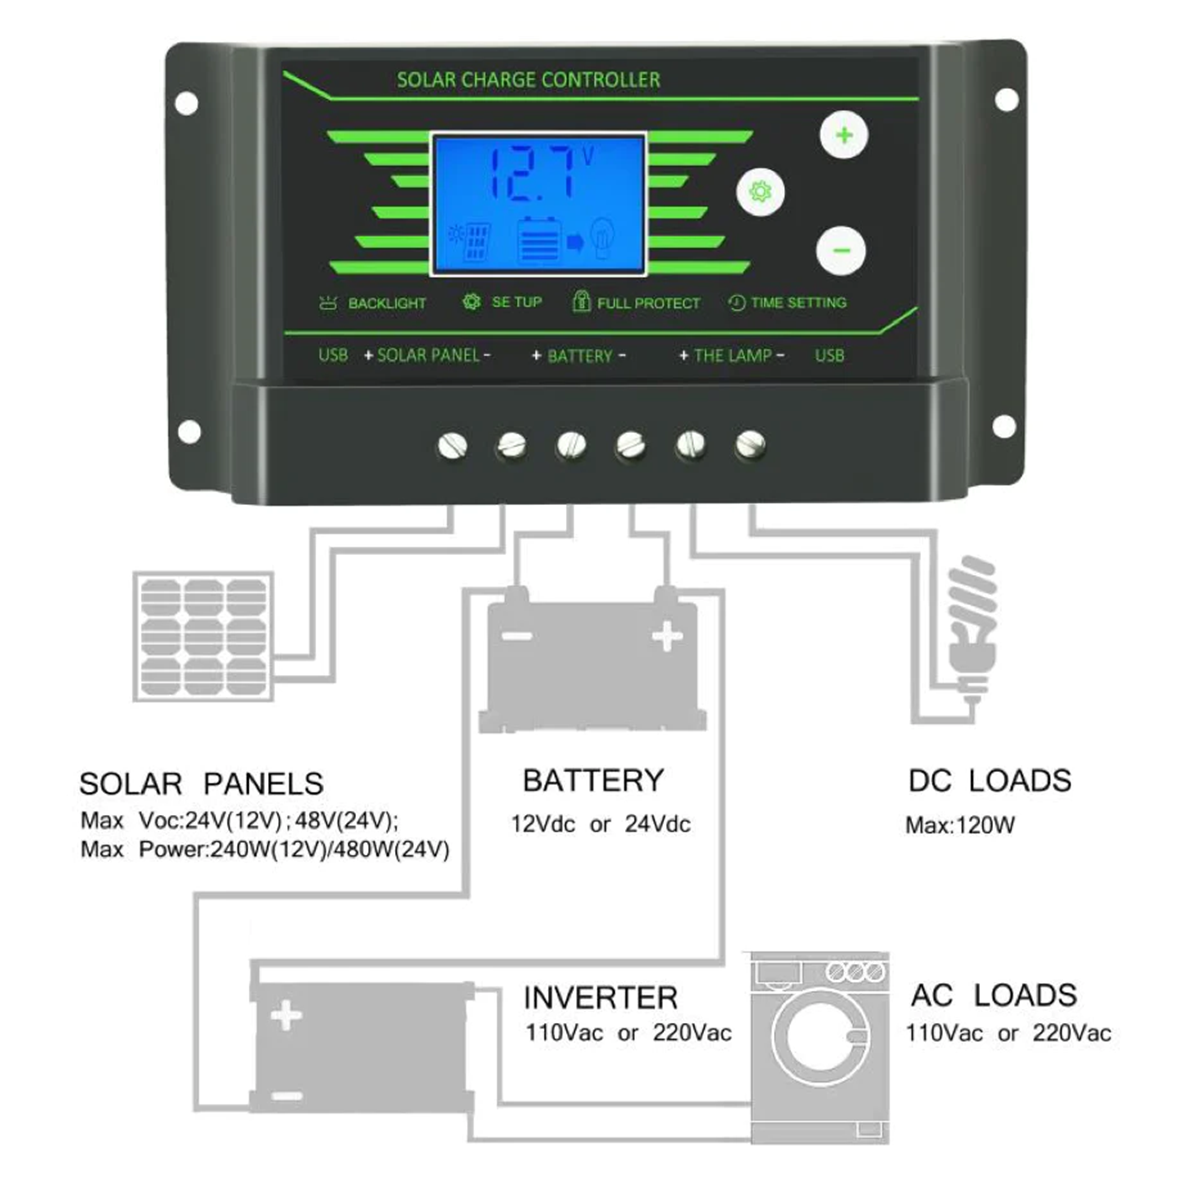 SOLAR CHARGE CONTROLLER
12.7 V
+
−
BACKLIGHT SE TUP FULL PROTECT TIME SETTING
USB + SOLAR PANEL - + BATTERY - + THE LAMP - USB
− +
SOLAR PANELS
Max Voc:24V(12V);48V(24V);
Max Power:240W(12V)/480W(24V)
BATTERY
12Vdc or 24Vdc
DC LOADS
Max:120W
+
−
INVERTER
110Vac or 220Vac
AC LOADS
110Vac or 220Vac